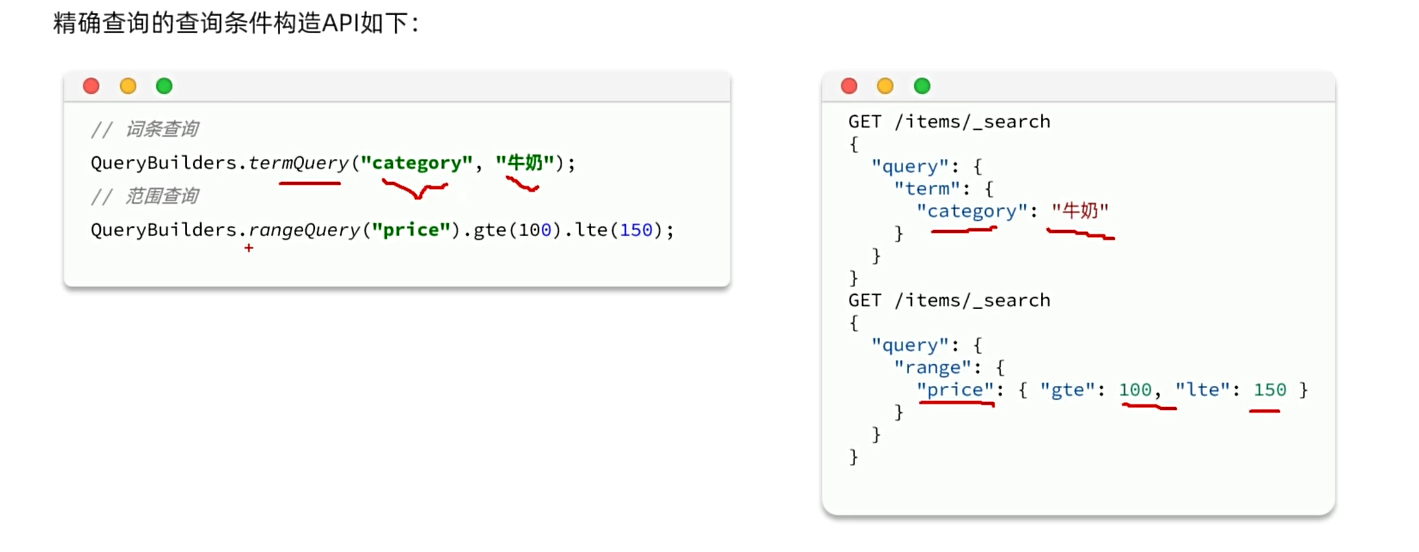 精确查询的查询条件构造API如下：
// 词条查询
QueryBuilders.termQuery("category", "牛奶");
// 范围查询
QueryBuilders.rangeQuery("price").gte(100).lte(150);
GET /items/_search
{
  "query": {
    "term": {
      "category": "牛奶"
    }
  }
}
GET /items/_search
{
  "query": {
    "range": {
      "price": { "gte": 100, "lte": 150 }
    }
  }
}